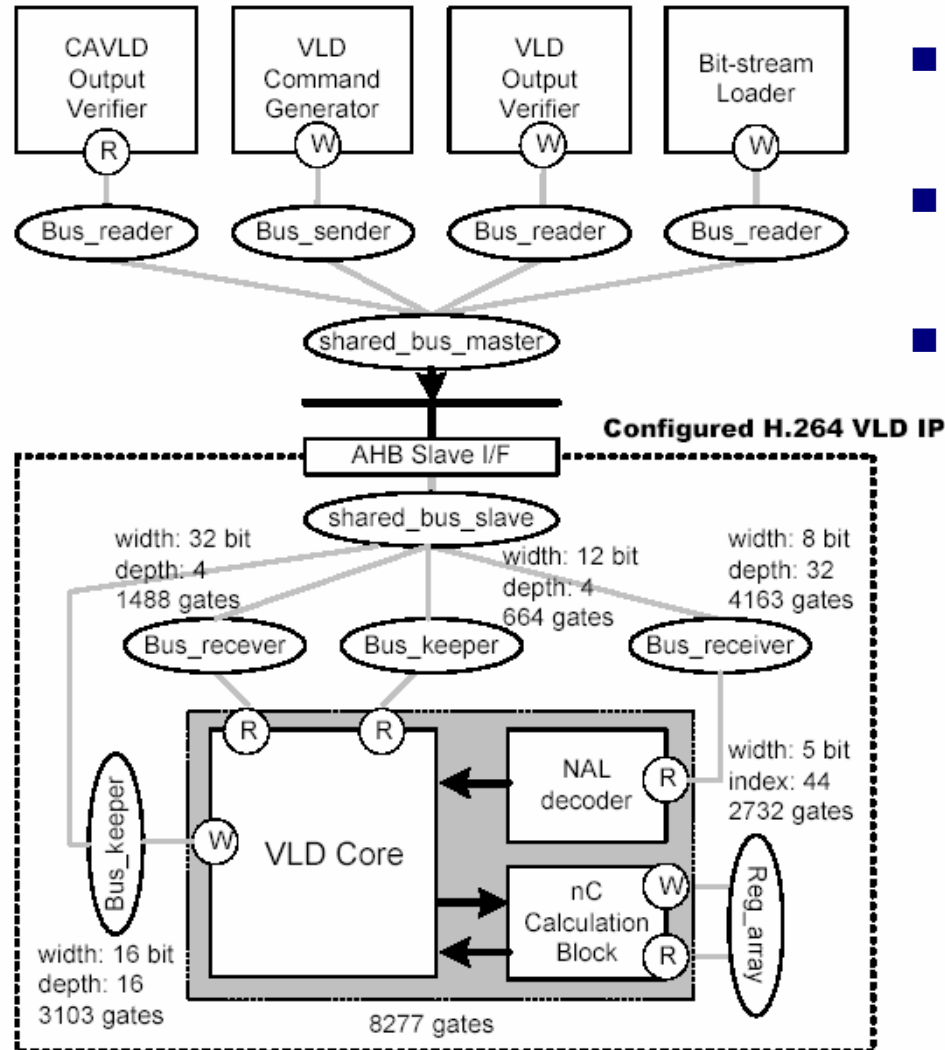 CAVLD
Output
Verifier
R
VLD
Command
Generator
W
VLD
Output
Verifier
W
Bit-stream
Loader
W
Bus_reader
Bus_sender
Bus_reader
Bus_reader
shared_bus_master
Configured H.264 VLD IP
AHB Slave I/F
shared_bus_slave
width: 32 bit
depth: 4
1488 gates
width: 12 bit
depth: 4
664 gates
width: 8 bit
depth: 32
4163 gates
Bus_recever
Bus_keeper
Bus_receiver
R
R
VLD Core
W
NAL
decoder
R
width: 5 bit
index: 44
2732 gates
nC
Calculation
Block
W
R
Reg_array
Bus_keeper
width: 16 bit
depth: 16
3103 gates
8277 gates